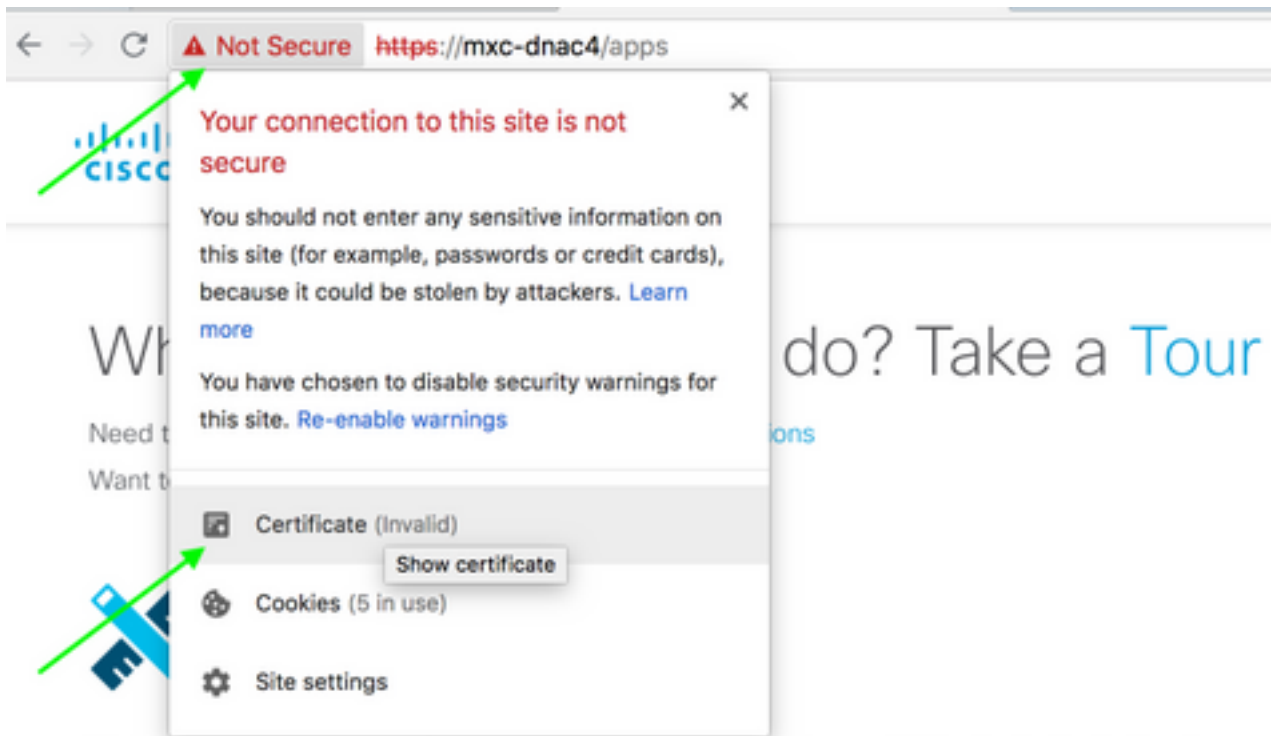 Not Secure https://mxc-dnac4/apps
Your connection to this site is not
secure
CISCO
You should not enter any sensitive information on
this site (for example, passwords or credit cards),
because it could be stolen by attackers. Learn
more
do? Take a Tour
You have chosen to disable security warnings for
this site. Re-enable warnings
Need
Certificate (Invalid)
Show certificate
Cookies (5 in use)
Site settings